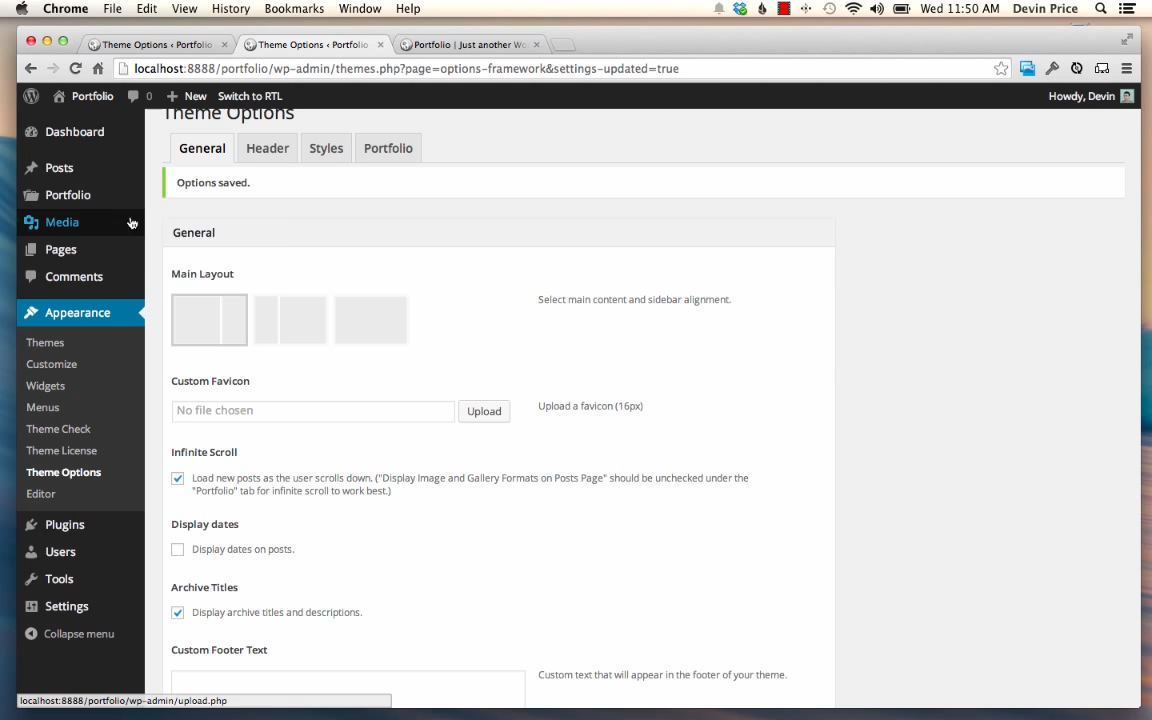 Chrome File Edit View History Bookmarks Window Help Wed 11:50 AM Devin Price
Theme Options ‹ Portfolio
Theme Options ‹ Portfolio
Portfolio | Just another Wo
localhost:8888/portfolio/wp-admin/themes.php?page=options-framework&settings-updated=true
Portfolio 0 New Switch to RTL Howdy, Devin
Dashboard
Posts
Portfolio
Media
Pages
Comments
Appearance
Themes
Customize
Widgets
Menus
Theme Check
Theme License
Theme Options
Editor
Plugins
Users
Tools
Settings
Collapse menu
Theme Options
General Header Styles Portfolio
Options saved.
General
Main Layout
Select main content and sidebar alignment.
Custom Favicon
No file chosen Upload Upload a favicon (16px)
Infinite Scroll
Load new posts as the user scrolls down. ("Display Image and Gallery Formats on Posts Page" should be unchecked under the
"Portfolio" tab for infinite scroll to work best.)
Display dates
Display dates on posts.
Archive Titles
Display archive titles and descriptions.
Custom Footer Text
Custom text that will appear in the footer of your theme.
localhost:8888/portfolio/wp-admin/upload.php